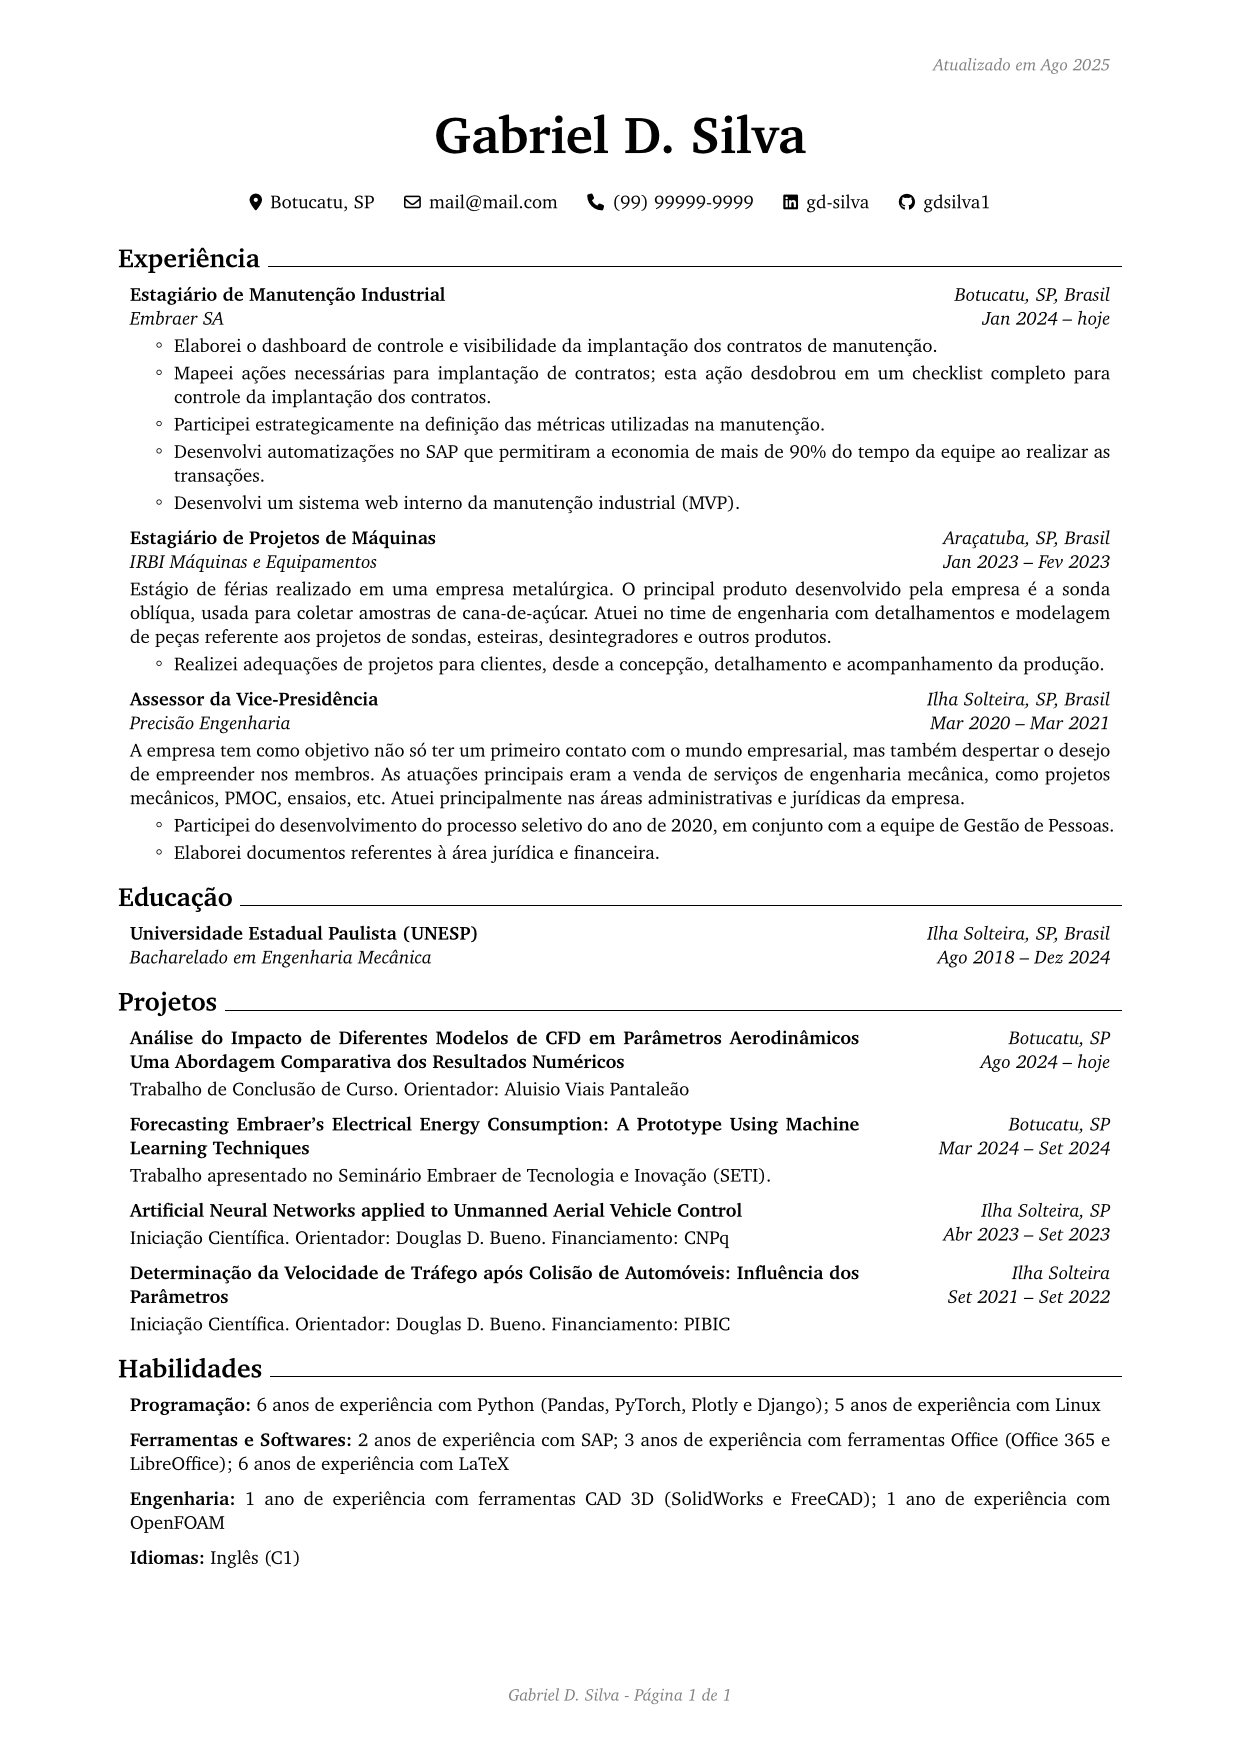 Atualizado em Ago 2025
Gabriel D. Silva
Botucatu, SP mail@mail.com (99) 99999-9999 gd-silva gdsilva1
Experiência
Estagiário de Manutenção Industrial Botucatu, SP, Brasil
Embraer SA Jan 2024 – hoje
◦ Elaborei o dashboard de controle e visibilidade da implantação dos contratos de manutenção.
◦ Mapeei ações necessárias para implantação de contratos; esta ação desdobrou em um checklist completo para
controle da implantação dos contratos.
◦ Participei estrategicamente na definição das métricas utilizadas na manutenção.
◦ Desenvolvi automatizações no SAP que permitiram a economia de mais de 90% do tempo da equipe ao realizar as
transações.
◦ Desenvolvi um sistema web interno da manutenção industrial (MVP).
Estagiário de Projetos de Máquinas Araçatuba, SP, Brasil
IRBI Máquinas e Equipamentos Jan 2023 – Fev 2023
Estágio de férias realizado em uma empresa metalúrgica. O principal produto desenvolvido pela empresa é a sonda
oblíqua, usada para coletar amostras de cana-de-açúcar. Atuei no time de engenharia com detalhamentos e modelagem
de peças referente aos projetos de sondas, esteiras, desintegradores e outros produtos.
◦ Realizei adequações de projetos para clientes, desde a concepção, detalhamento e acompanhamento da produção.
Assessor da Vice-Presidência Ilha Solteira, SP, Brasil
Precisão Engenharia Mar 2020 – Mar 2021
A empresa tem como objetivo não só ter um primeiro contato com o mundo empresarial, mas também despertar o desejo
de empreender nos membros. As atuações principais eram a venda de serviços de engenharia mecânica, como projetos
mecânicos, PMOC, ensaios, etc. Atuei principalmente nas áreas administrativas e jurídicas da empresa.
◦ Participei do desenvolvimento do processo seletivo do ano de 2020, em conjunto com a equipe de Gestão de Pessoas.
◦ Elaborei documentos referentes à área jurídica e financeira.
Educação
Universidade Estadual Paulista (UNESP) Ilha Solteira, SP, Brasil
Bacharelado em Engenharia Mecânica Ago 2018 – Dez 2024
Projetos
Análise do Impacto de Diferentes Modelos de CFD em Parâmetros Aerodinâmicos Botucatu, SP
Uma Abordagem Comparativa dos Resultados Numéricos Ago 2024 – hoje
Trabalho de Conclusão de Curso. Orientador: Aluisio Viais Pantaleão
Forecasting Embraer’s Electrical Energy Consumption: A Prototype Using Machine Botucatu, SP
Learning Techniques Mar 2024 – Set 2024
Trabalho apresentado no Seminário Embraer de Tecnologia e Inovação (SETI).
Artificial Neural Networks applied to Unmanned Aerial Vehicle Control Ilha Solteira, SP
Iniciação Científica. Orientador: Douglas D. Bueno. Financiamento: CNPq Abr 2023 – Set 2023
Determinação da Velocidade de Tráfego após Colisão de Automóveis: Influência dos Ilha Solteira
Parâmetros Set 2021 – Set 2022
Iniciação Científica. Orientador: Douglas D. Bueno. Financiamento: PIBIC
Habilidades
Programação: 6 anos de experiência com Python (Pandas, PyTorch, Plotly e Django); 5 anos de experiência com Linux
Ferramentas e Softwares: 2 anos de experiência com SAP; 3 anos de experiência com ferramentas Office (Office 365 e
LibreOffice); 6 anos de experiência com LaTeX
Engenharia: 1 ano de experiência com ferramentas CAD 3D (SolidWorks e FreeCAD); 1 ano de experiência com
OpenFOAM
Idiomas: Inglês (C1)
Gabriel D. Silva - Página 1 de 1